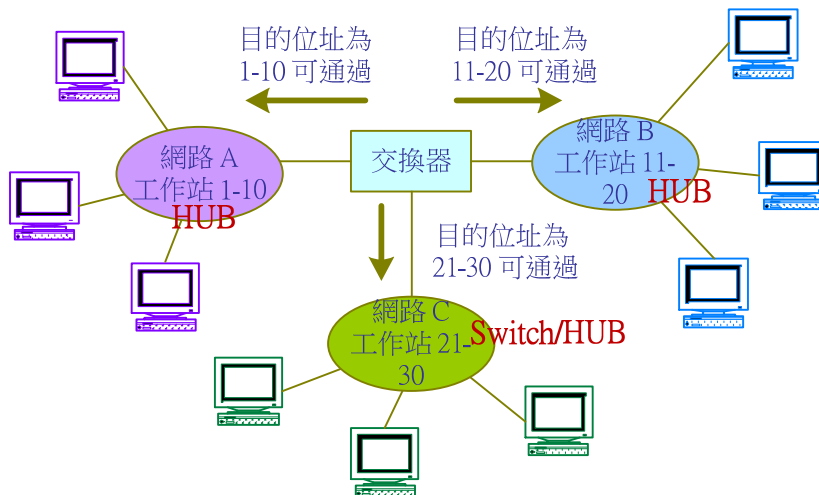 目的位址為
1-10 可通過
目的位址為
11-20 可通過
網路 A
工作站 1-10
HUB
交換器
網路 B
工作站 11-
20
HUB
目的位址為
21-30 可通過
網路 C
工作站 21-
30
Switch/HUB